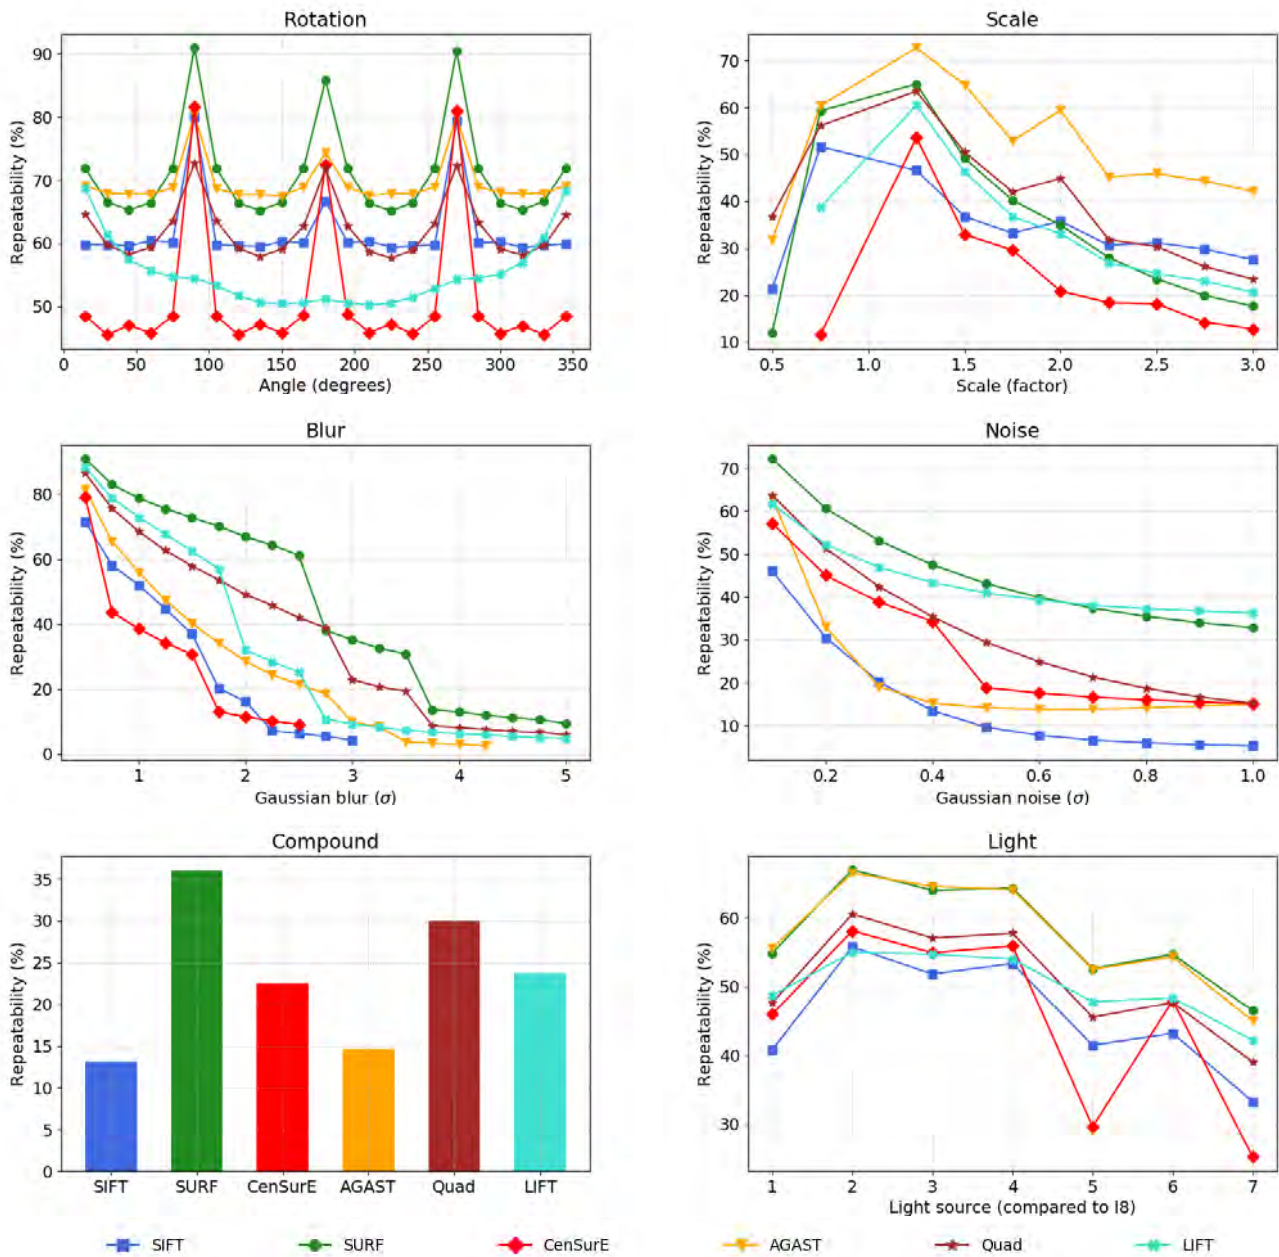 Rotation
Repeatability (%)
90
80
70
60
50
0 50 100 150 200 250 300 350
Angle (degrees)
Scale
Repeatability (%)
70
60
50
40
30
20
10
0.5 1.0 1.5 2.0 2.5 3.0
Scale (factor)
Blur
Repeatability (%)
80
60
40
20
0
1 2 3 4 5
Gaussian blur (σ)
Noise
Repeatability (%)
70
60
50
40
30
20
10
0.2 0.4 0.6 0.8 1.0
Gaussian noise (σ)
Compound
Repeatability (%)
35
30
25
20
15
10
5
0
SIFT SURF CenSurE AGAST Quad LIFT
Light
Repeatability (%)
60
50
40
30
1 2 3 4 5 6 7
Light source (compared to l8)
SIFT SURF CenSurE AGAST Quad LIFT